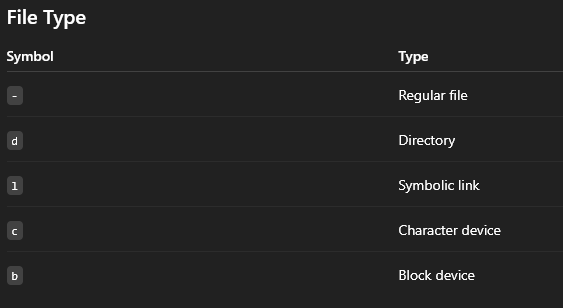 File Type
Symbol Type
- Regular file
d Directory
l Symbolic link
c Character device
b Block device